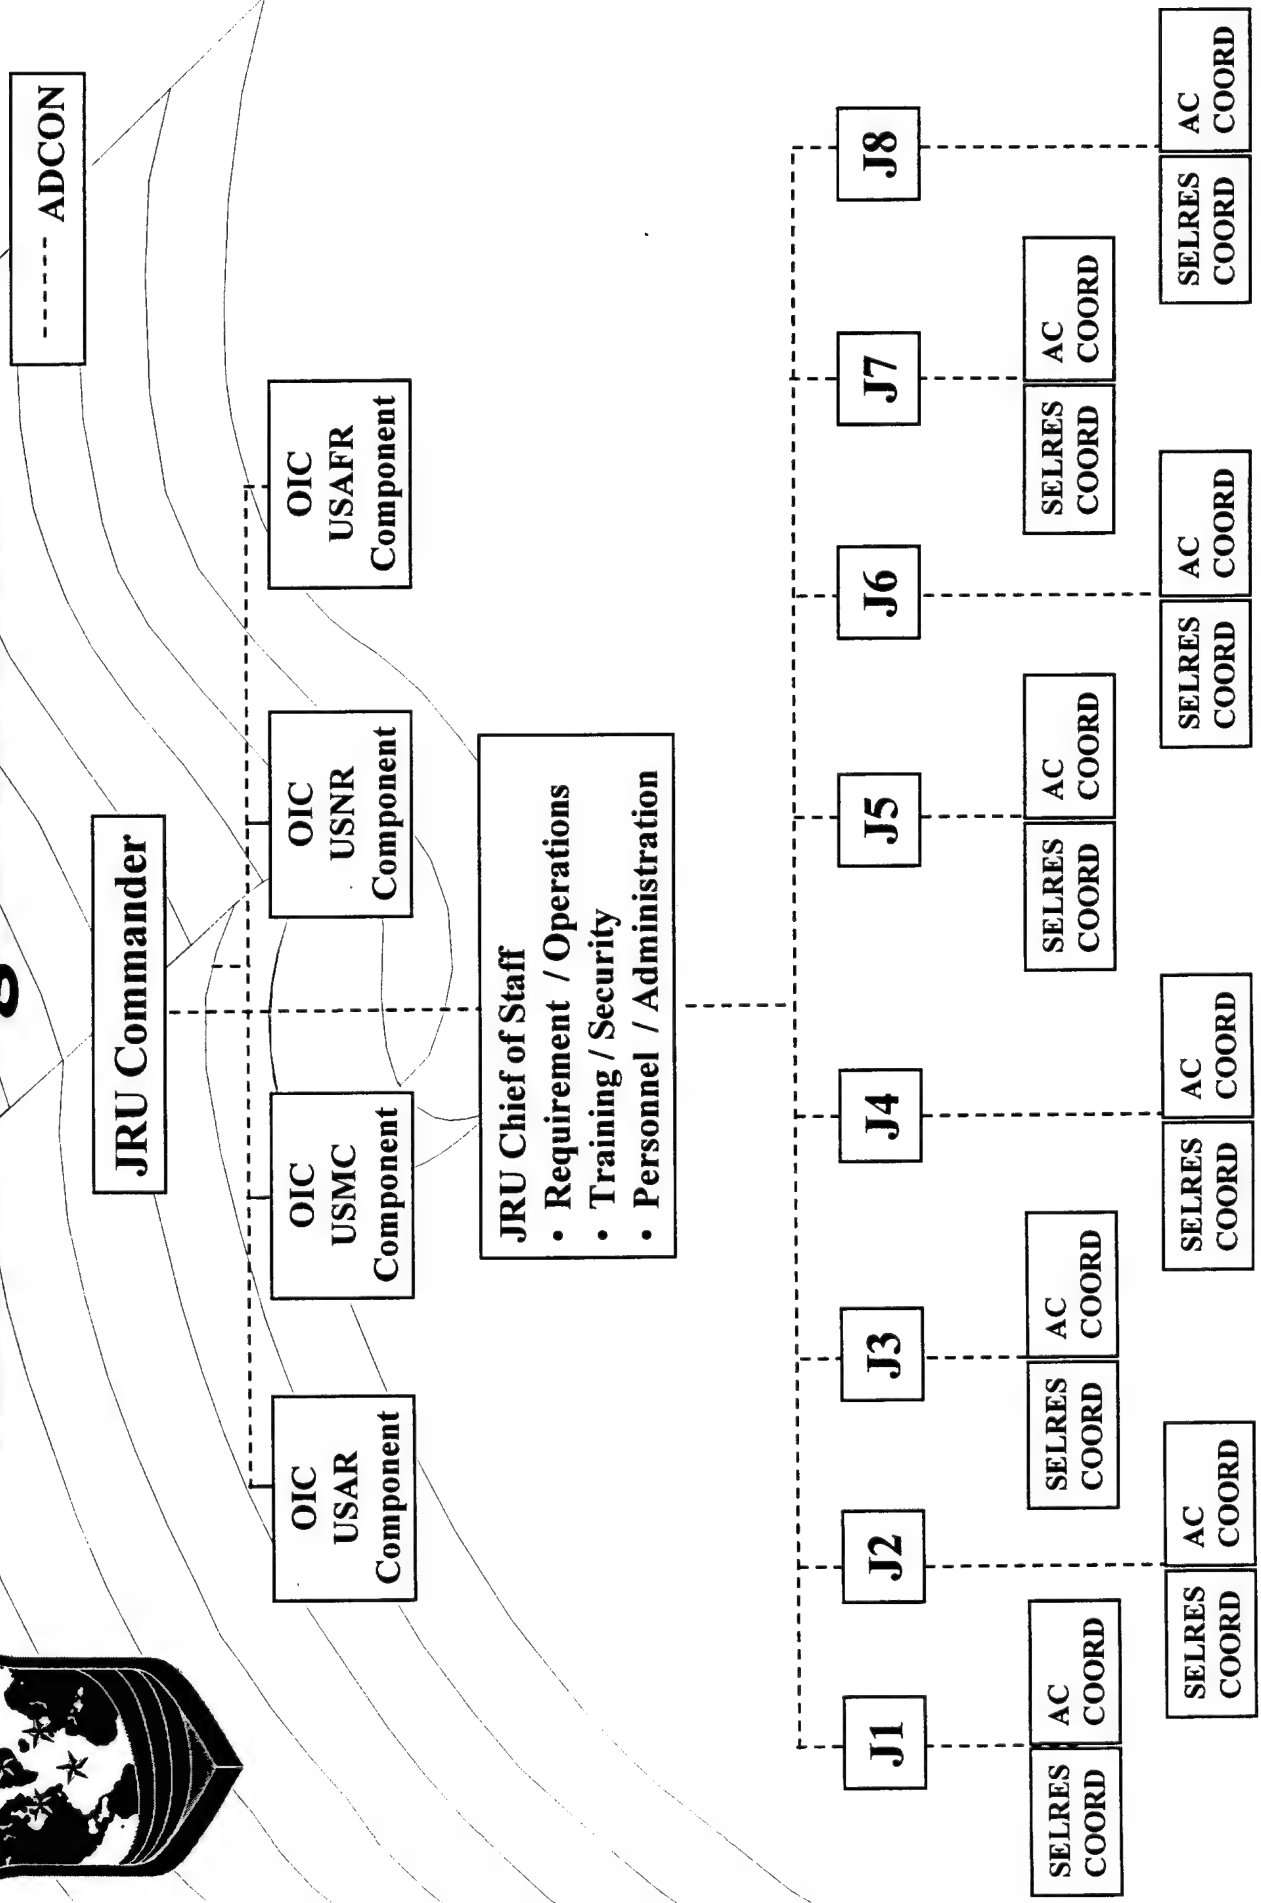 ------ ADCON
JRU Commander
OIC
USAR
Component
OIC
USMC
Component
OIC
USNR
Component
OIC
USAFR
Component
JRU Chief of Staff
• Requirement / Operations
• Training / Security
• Personnel / Administration
J1
J2
J3
J4
J5
J6
J7
J8
SELRES
COORD
AC
COORD
SELRES
COORD
AC
COORD
SELRES
COORD
AC
COORD
SELRES
COORD
AC
COORD
SELRES
COORD
AC
COORD
SELRES
COORD
AC
COORD
SELRES
COORD
AC
COORD
SELRES
COORD
AC
COORD